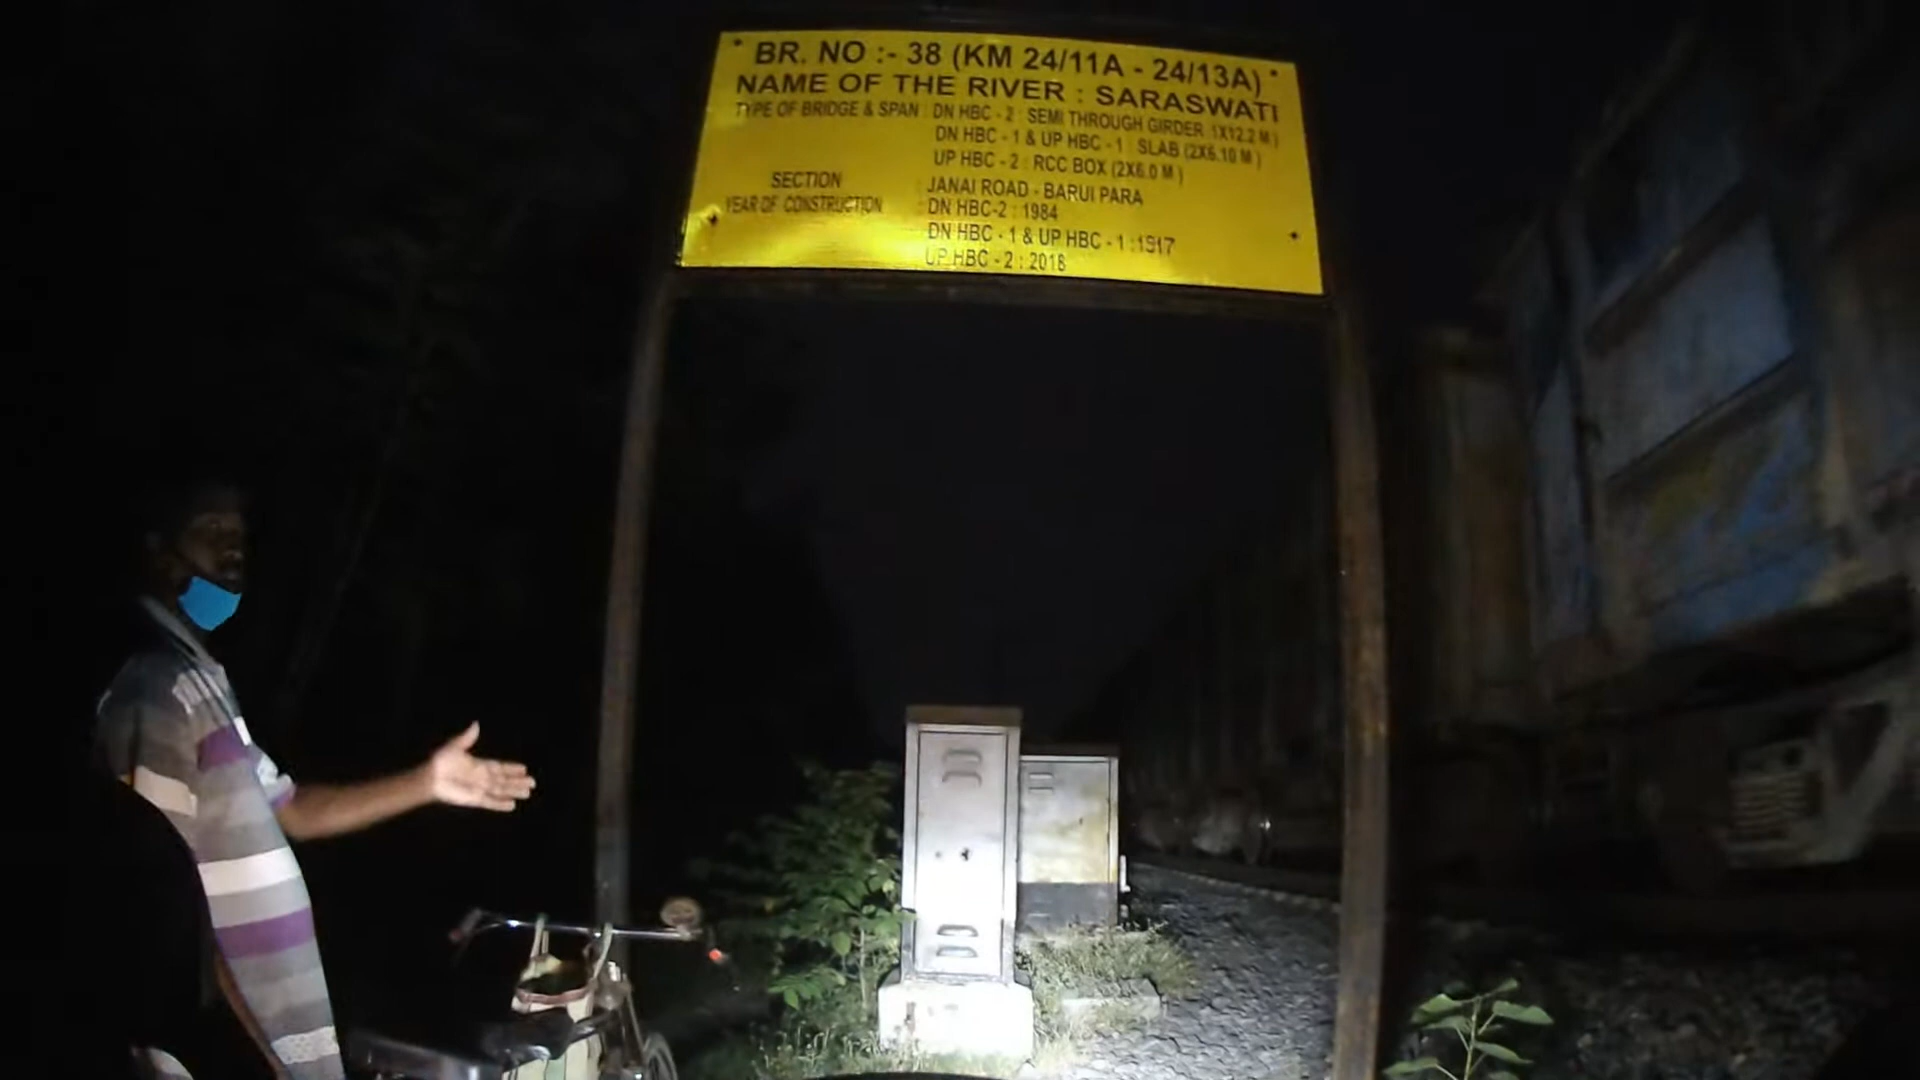 BR. NO :- 38 (KM 24/11A - 24/13A)
NAME OF THE RIVER : SARASWATI
TYPE OF BRIDGE & SPAN : DN HBC - 2 : SEMI THROUGH GIRDER 1X12.2 M)
DN HBC - 1 & UP HBC - 1 : SLAB (2X6.10 M)
UP HBC - 2 : RCC BOX (2X6.0 M)
SECTION : JANAI ROAD - BARUI PARA
YEAR OF CONSTRUCTION : DN HBC-2 : 1984
DN HBC - 1 & UP HBC - 1 :1917
UP HBC - 2 : 2018